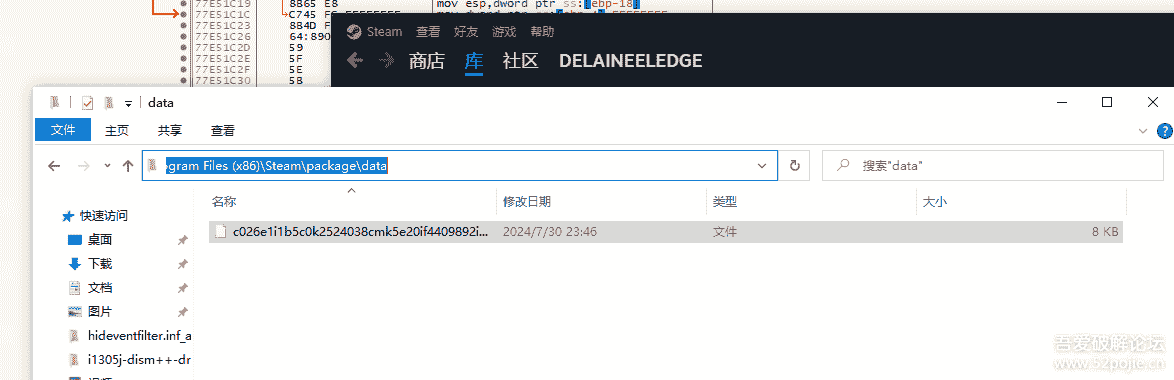 77E51C19 8B65 E8 mov esp,dword ptr ss:[ebp-18]
77E51C1C C745 FC FEFFFFFF
77E51C23 8B4D F
77E51C26 64:890
77E51C2D 59
77E51C2E 5F
77E51C2F 5E
77E51C30 5B
Steam 查看 好友 游戏 帮助
商店 库 社区 DELAINEELEDGE
data
文件 主页 共享 查看
gram Files (x86)\Steam\package\data
搜索"data"
名称 修改日期 类型 大小
快速访问
c026e1i1b5c0k2524038cmk5e20if4409892i... 2024/7/30 23:46 文件 8 KB
桌面
下载
文档
图片
hideventfilter.inf_a
i1305j-dism++-dr
吾爱破解论坛
www.52pojie.cn